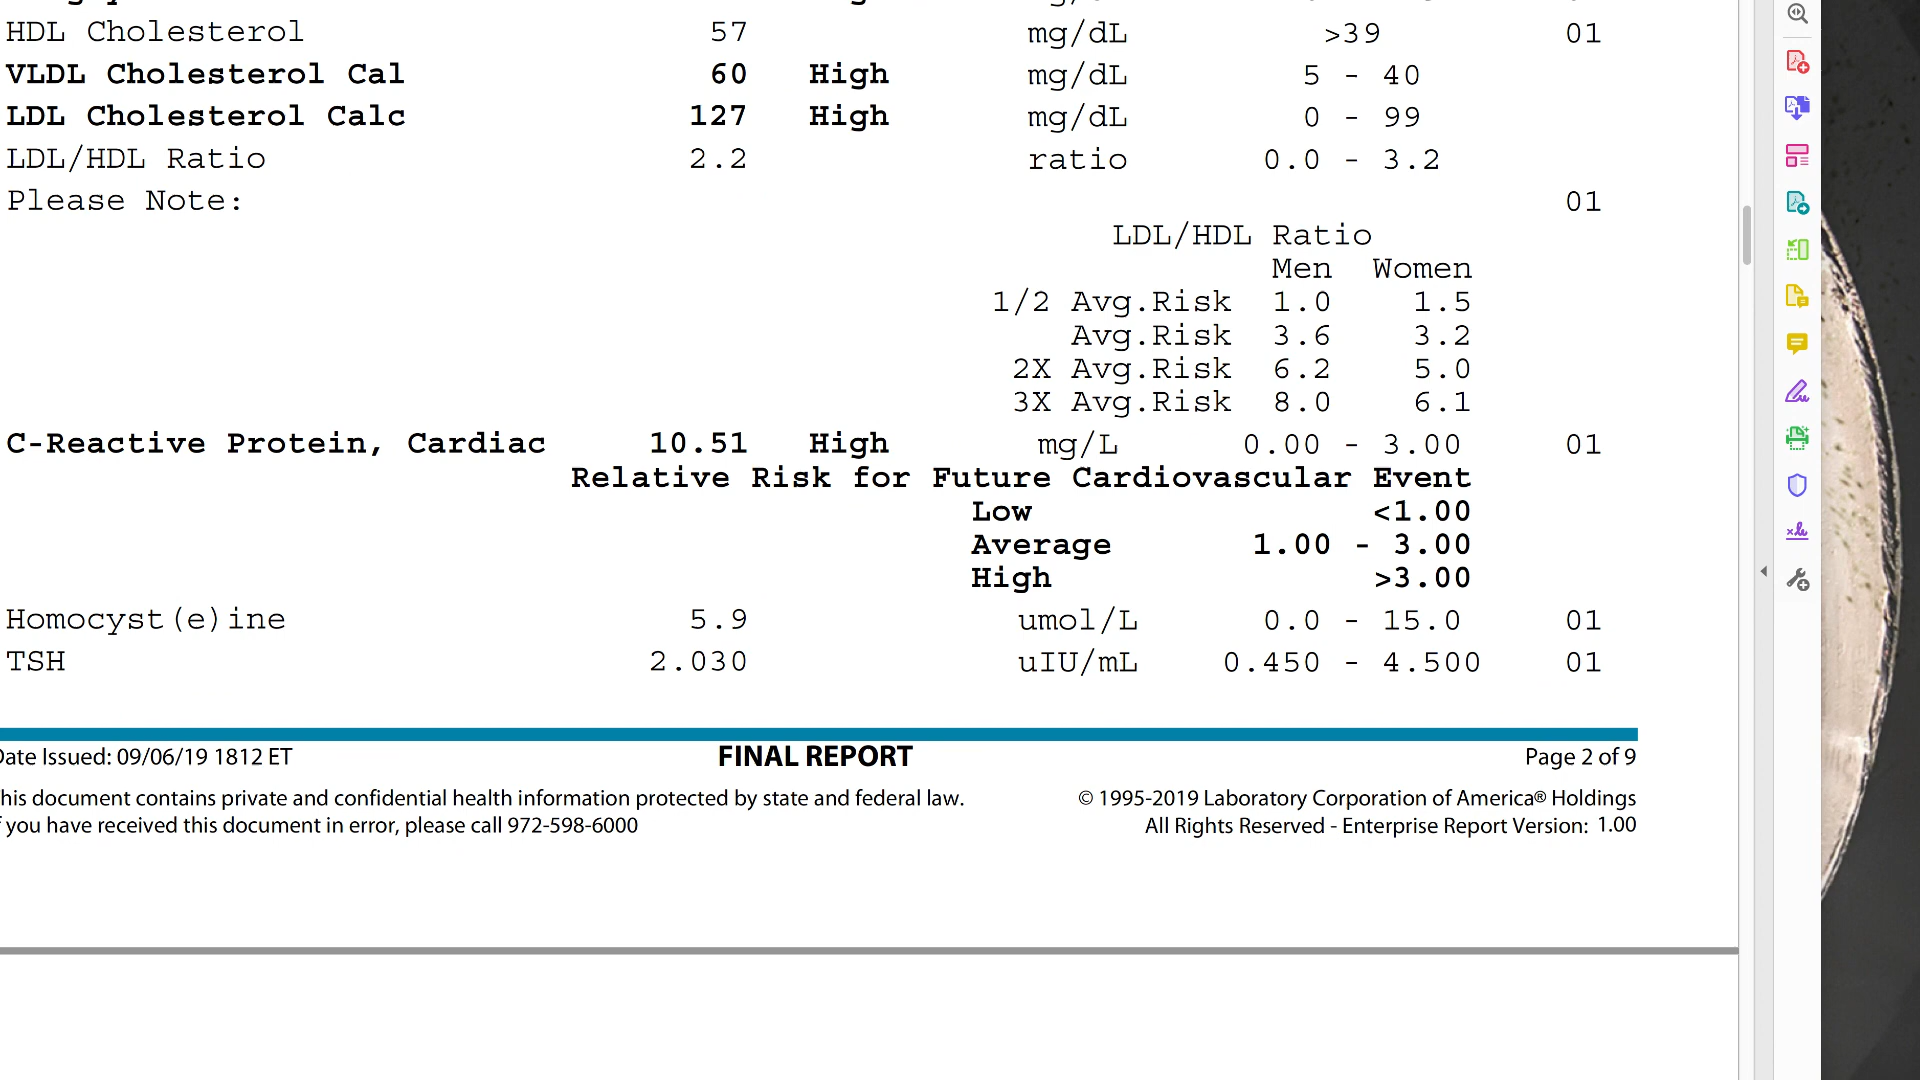 HDL Cholesterol 57 mg/dL >39 01
VLDL Cholesterol Cal 60 High mg/dL 5 - 40
LDL Cholesterol Calc 127 High mg/dL 0 - 99
LDL/HDL Ratio 2.2 ratio 0.0 - 3.2
Please Note: 01
LDL/HDL Ratio
Men Women
1/2 Avg.Risk 1.0 1.5
Avg.Risk 3.6 3.2
2X Avg.Risk 6.2 5.0
3X Avg.Risk 8.0 6.1
C-Reactive Protein, Cardiac 10.51 High mg/L 0.00 - 3.00 01
Relative Risk for Future Cardiovascular Event
Low <1.00
Average 1.00 - 3.00
High >3.00
Homocyst(e)ine 5.9 umol/L 0.0 - 15.0 01
TSH 2.030 uIU/mL 0.450 - 4.500 01
ate Issued: 09/06/19 1812 ET FINAL REPORT Page 2 of 9
his document contains private and confidential health information protected by state and federal law. © 1995-2019 Laboratory Corporation of America® Holdings
f you have received this document in error, please call 972-598-6000 All Rights Reserved - Enterprise Report Version: 1.00